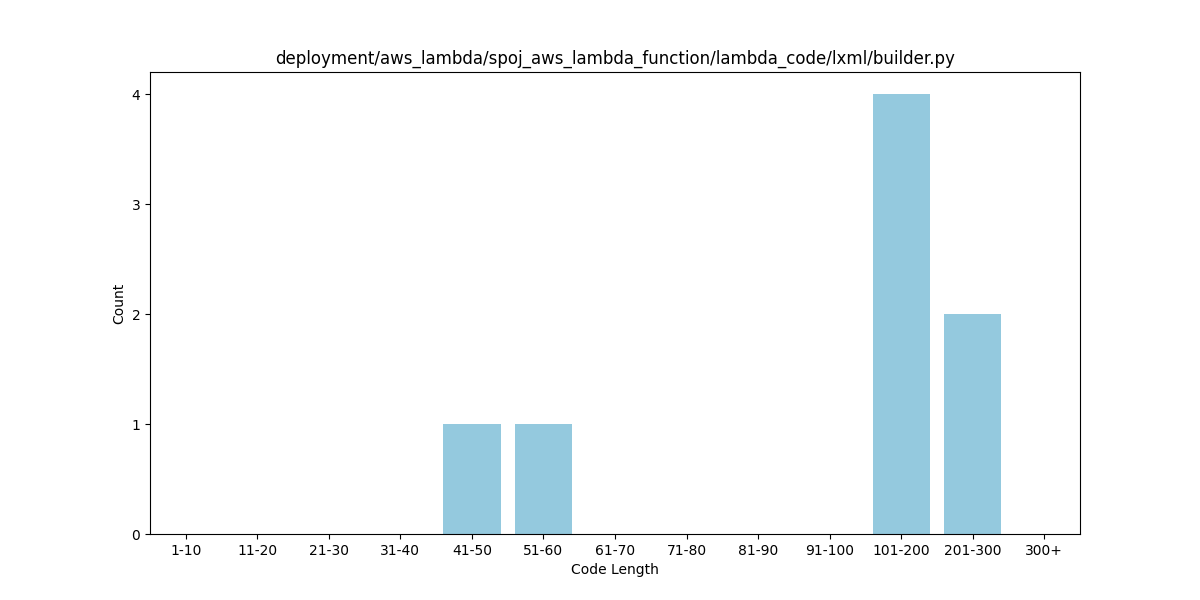 deployment/aws_lambda/spoj_aws_lambda_function/lambda_code/lxml/builder.py
4
3
2
1
0
Count
1-10 11-20 21-30 31-40 41-50 51-60 61-70 71-80 81-90 91-100 101-200 201-300 300+
Code Length